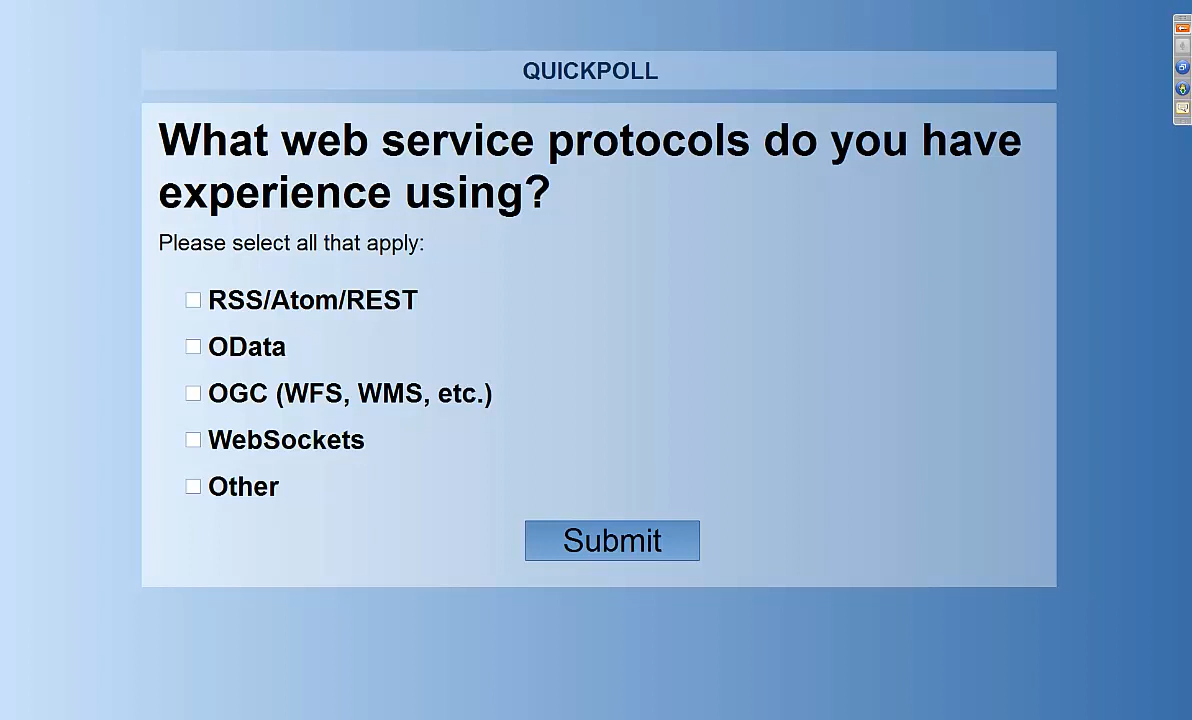 QUICKPOLL
What web service protocols do you have
experience using?
Please select all that apply:
RSS/Atom/REST
OData
OGC (WFS, WMS, etc.)
WebSockets
Other
Submit